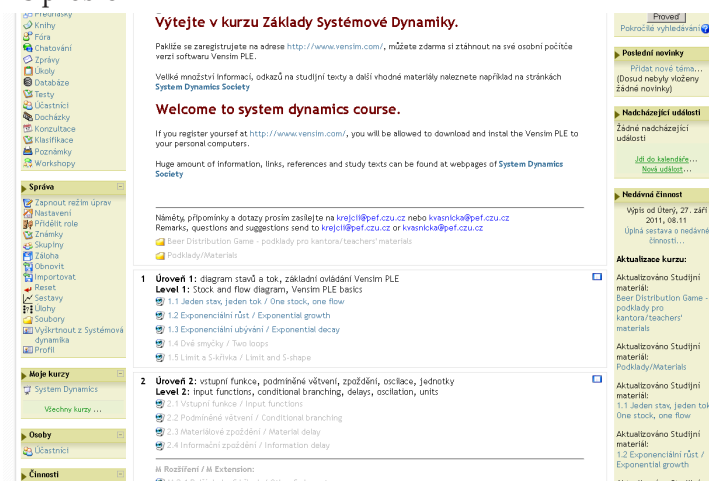 Přednášky
Knihy
Fóra
Chatování
Zprávy
Úkoly
Databáze
Testy
Účastníci
Docházky
Konzultace
Klasifikace
Poznámky
Workshopy
Správa
Zapnout režim úprav
Nastavení
Přidělit role
Známky
Skupiny
Záloha
Obnovit
Importovat
Reset
Sestavy
Úlohy
Soubory
Vyškrtnout z Systémová
dynamika
Profil
Moje kurzy
System Dynamics
Všechny kurzy ...
Osoby
Účastníci
Činnosti
Výtejte v kurzu Základy Systémové Dynamiky.
Pakliže se zaregistrujete na adrese http://www.vensim.com/, můžete zdarma si ztáhnout na své osobní počítče
verzi softwaru Vensim PLE.
Veliké množství informací, odkazů na studijní texty a další vhodné materiály naleznete například na stránkách
System Dynamics Society
Welcome to system dynamics course.
If you register yoursef at http://www.vensim.com/, you will be allowed to download and instal the Vensim PLE to
your personal computers.
Huge amount of information, links, references and study texts can be found at webpages of System Dynamics
Society
Náměty, připomínky a dotazy prosím zasílejte na krejcii@pef.czu.cz nebo kvasnicka@pef.czu.cz
Remarks, questions and suggestions send to krejcii@pef.czu.cz or kvasnicka@pef.czu.cz
Beer Distribution Game - podklady pro kantora/teachers' materials
Podklady/Materials
1 Úroveň 1: diagram stavů a tok, základní ovládání Vensim PLE
Level 1: Stock and flow diagram, Vensim PLE basics
1.1 Jeden stav, jeden tok / One stock, one flow
1.2 Exponenciální růst / Exponential growth
1.3 Exponenciální ubývání / Exponential decay
1.4 Dvě smyčky / Two loops
1.5 Limit a S-křivka / Limit and S-shape
2 Úroveň 2: vstupní funkce, podmíněné větvení, zpoždění, oscilace, jednotky
Level 2: input functions, conditional branching, delays, oscilation, units
2.1 Vstupní funkce / Input functions
2.2 Podmíněné větvení / Conditional branching
2.3 Materiálové zpoždění / Material delay
2.4 Informační zpoždění / Information delay
M Rozšíření / M Extension:
Proveď
Pokročilé vyhledávání
Poslední novinky
Přidat nové téma...
(Dosud nebyly vloženy
žádné novinky)
Nadcházející události
Žádné nadcházející
události
Jdi do kalendáře...
Nová událost...
Nedávná činnost
Výpis od Úterý, 27. září
2011, 08.11
Úplná sestava o nedávné
činnosti...
Aktualizace kurzu:
Aktualizováno Studijní
materiál:
Beer Distribution Game -
podklady pro
kantora/teachers'
materials
Aktualizováno Studijní
materiál:
Podklady/Materials
Aktualizováno Studijní
materiál:
1.1 Jeden stav, jeden tok
One stock, one flow
Aktualizováno Studijní
materiál:
1.2 Exponenciální růst /
Exponential growth